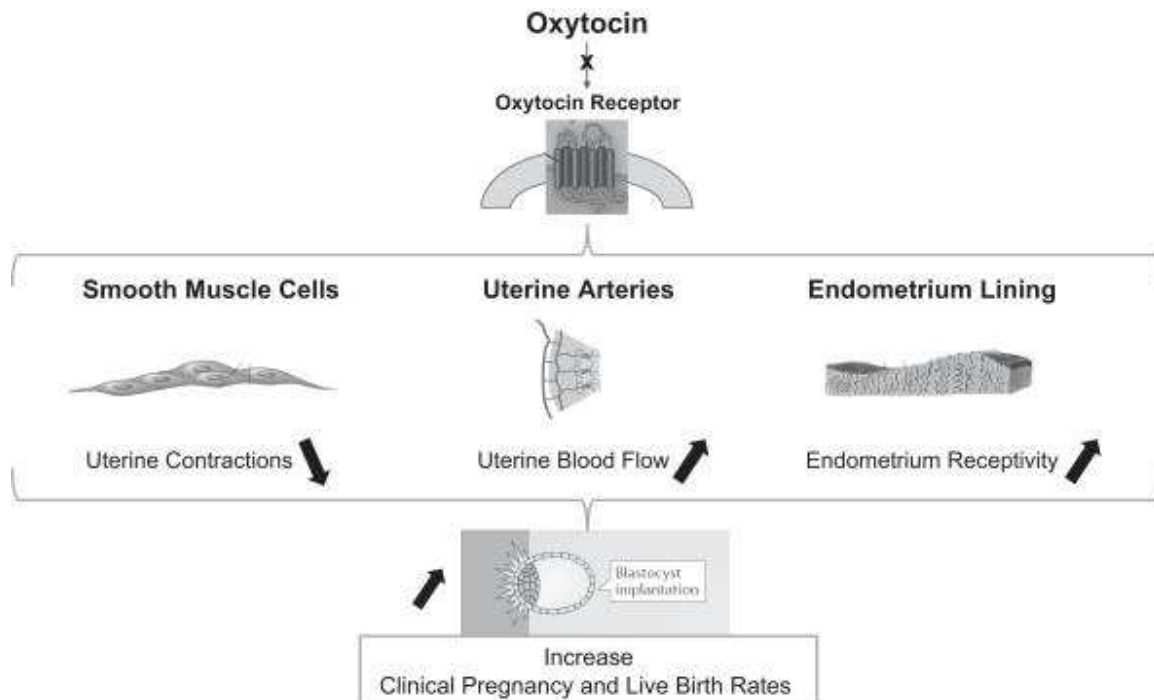 Oxytocin
X
Oxytocin Receptor
Smooth Muscle Cells
Uterine Arteries
Endometrium Lining
Uterine Contractions
Uterine Blood Flow
Endometrium Receptivity
Blastocyst
implantation
Increase
Clinical Pregnancy and Live Birth Rates